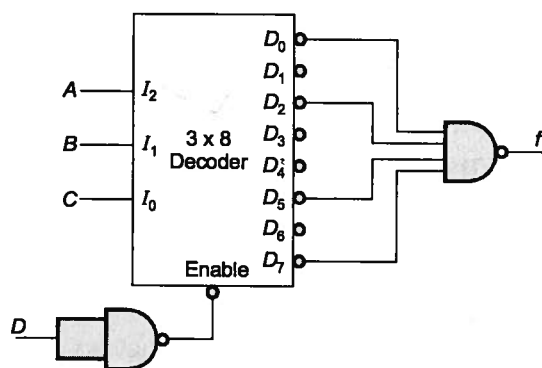 D0
D1
A I2
D2
B I1
3 x 8
D3
f
Decoder
D4
C I0
D5
D6
Enable
D7
D